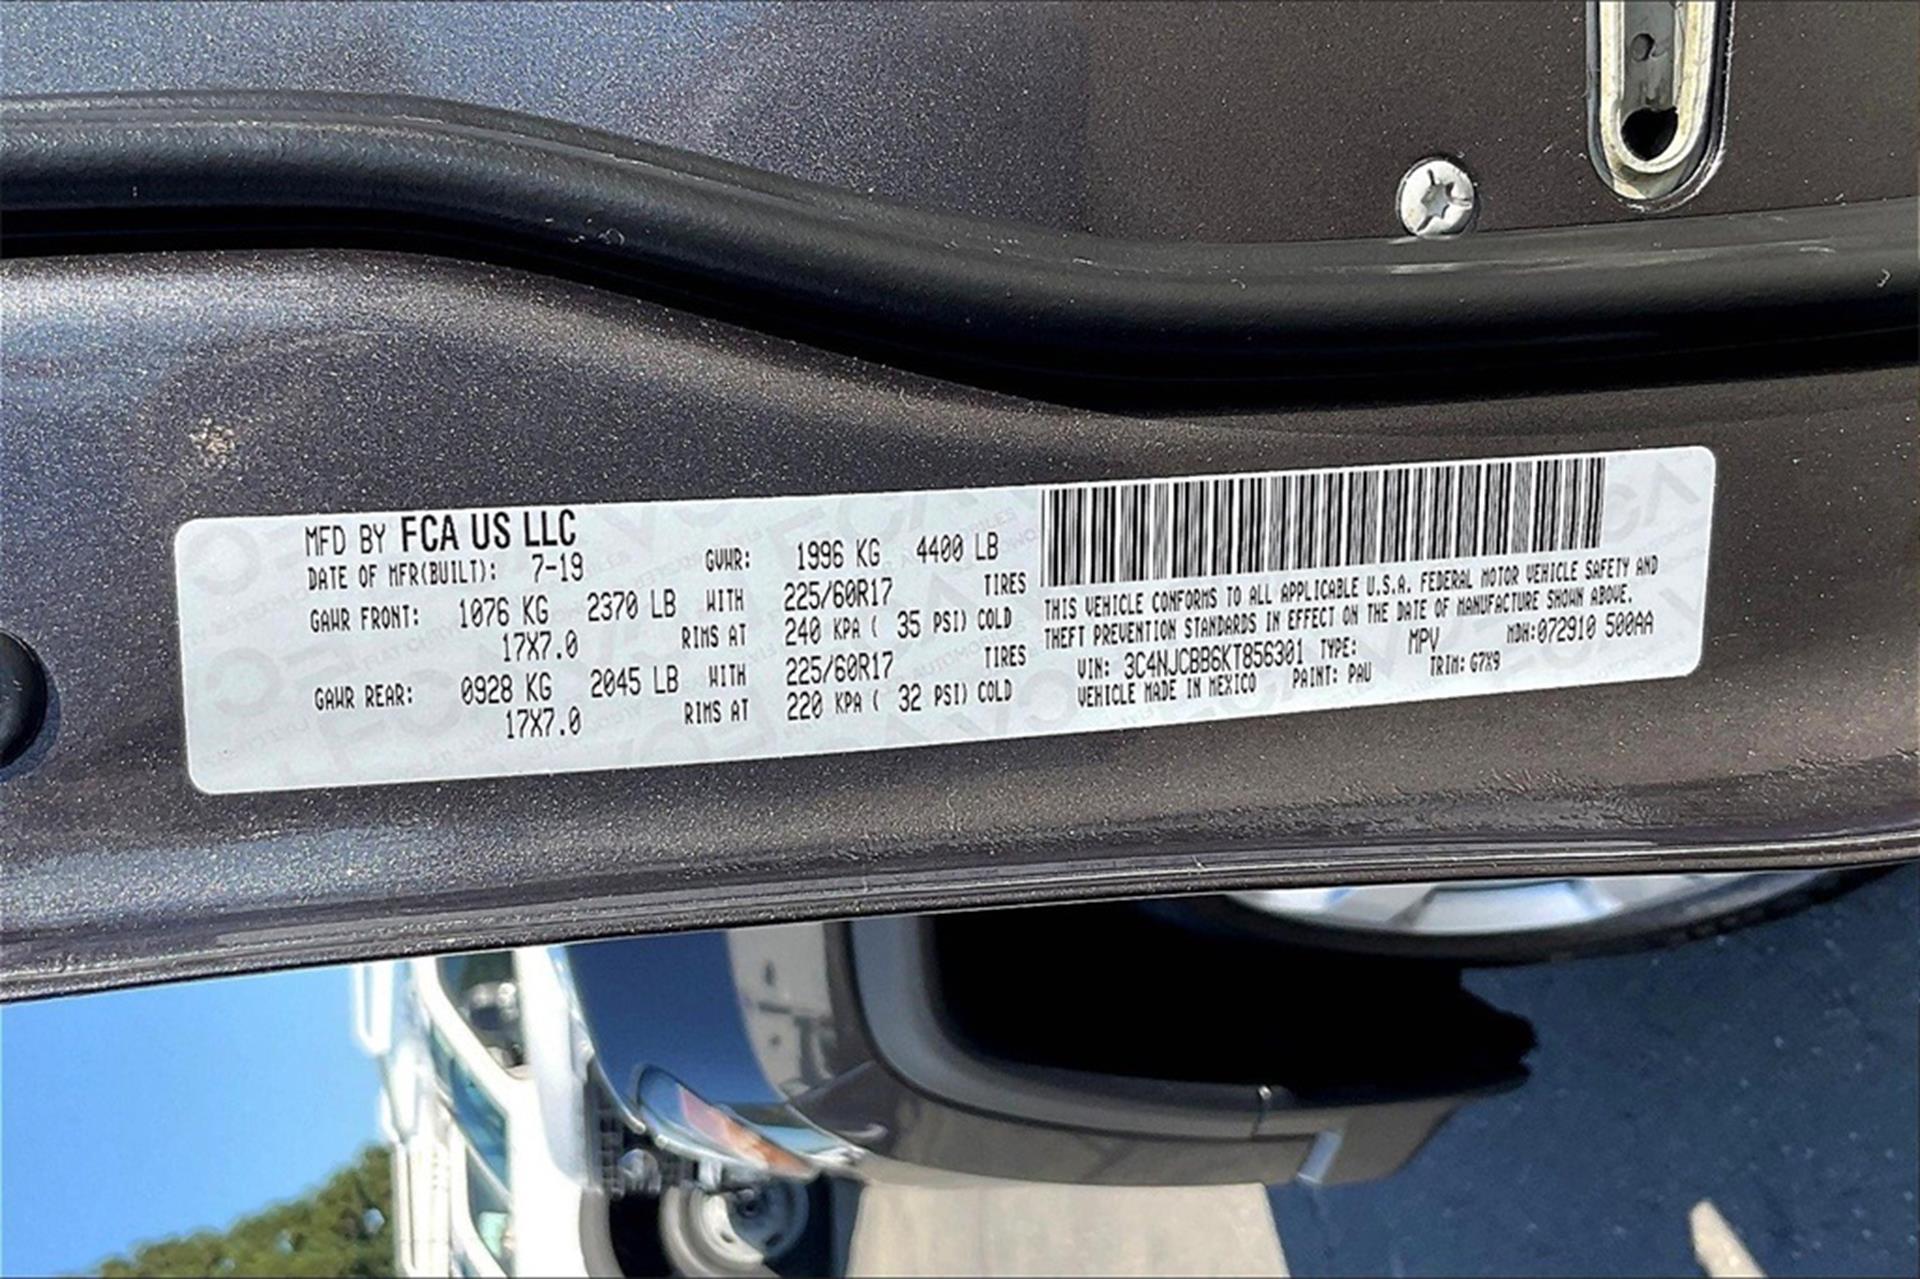 MFD BY FCA US LLC
DATE OF MFR(BUILT): 7-19 GVWR: 1996 KG 4400 LB
GAWR FRONT: 1076 KG 2370 LB WITH 225/60R17 TIRES
17X7.0 RIMS AT 240 KPA ( 35 PSI) COLD
GAWR REAR: 0928 KG 2045 LB WITH 225/60R17 TIRES
17X7.0 RIMS AT 220 KPA ( 32 PSI) COLD
THIS VEHICLE CONFORMS TO ALL APPLICABLE U.S.A. FEDERAL MOTOR VEHICLE SAFETY AND
THEFT PREVENTION STANDARDS IN EFFECT ON THE DATE OF MANUFACTURE SHOWN ABOVE.
VIN: 3C4NJCBB6KT856301 TYPE: MPV MDH:072910 500AA
VEHICLE MADE IN MEXICO PAINT: PAU TRIM: G7X9